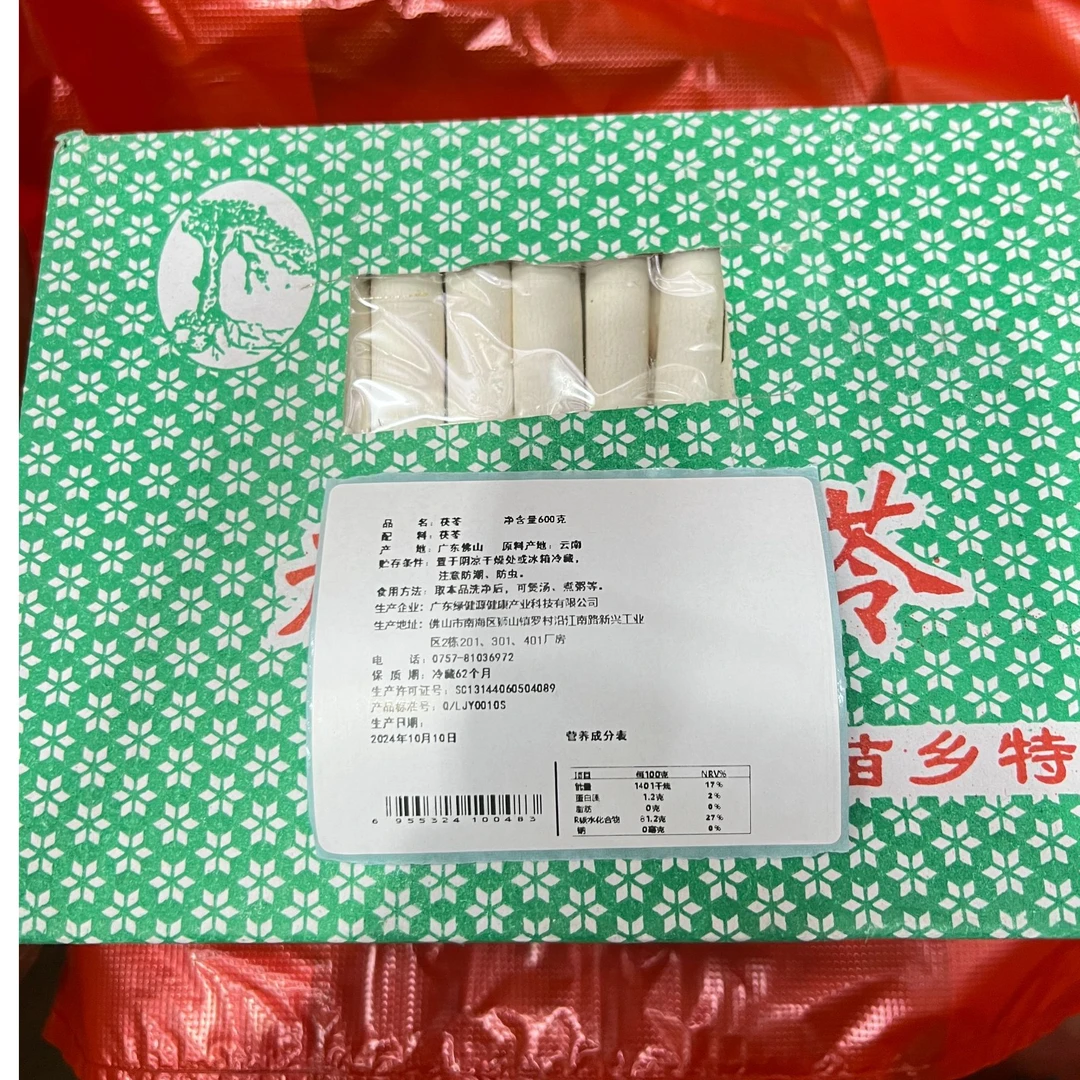 苓
苗乡特
品 名：茯苓 净含量600克
配 料：茯苓
产 地：广东佛山 原料产地：云南
贮存条件：置于阴凉干燥处或冰箱冷藏，
注意防潮、防虫。
食用方法：取本品洗净后，可煲汤、煮粥等。
生产企业：广东绿健源健康产业科技有限公司
生产地址：佛山市南海区狮山镇罗村沿江南路新兴工业
区2栋201、301、401厂房
电 话：0757-81036972
保 质 期：冷藏62个月
生产许可证号：SC13144060504089
产品标准号：Q/LJY0010S
生产日期：
2024年10月10日
营养成分表
项目 每100克 NRV%
能量 1401千焦 17%
蛋白质 1.2克 2%
脂肪 0克 0%
R碳水化合物 81.2克 27%
钠 0毫克 0%
6 955324 100483